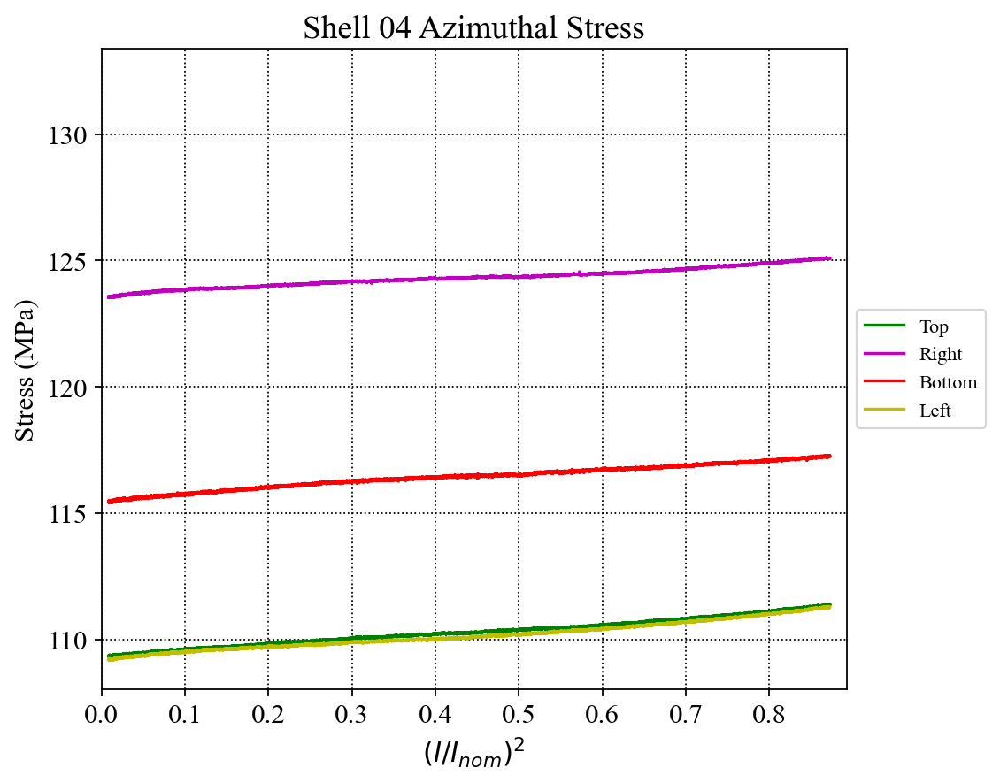 Shell 04 Azimuthal Stress
Stress (MPa)
130
125
120
115
110
0.0 0.1 0.2 0.3 0.4 0.5 0.6 0.7 0.8
(I/Inom)²
Top
Right
Bottom
Left